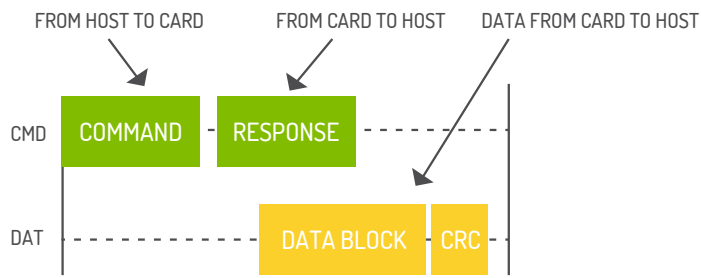 FROM HOST TO CARD
FROM CARD TO HOST
DATA FROM CARD TO HOST
CMD
COMMAND
RESPONSE
DAT
DATA BLOCK
CRC